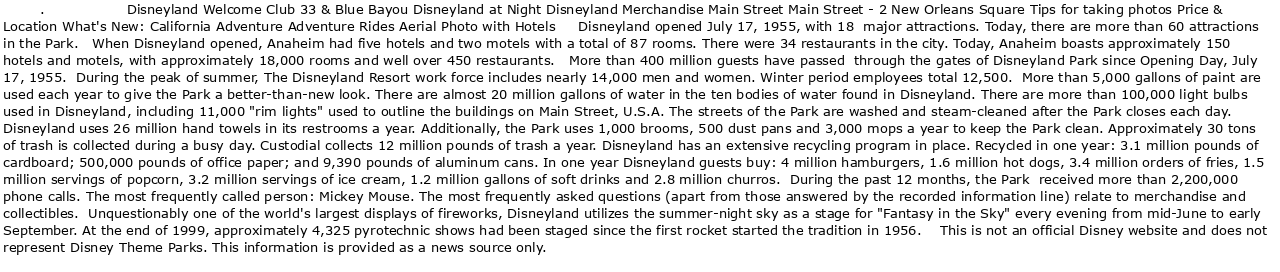 . Disneyland Welcome Club 33 & Blue Bayou Disneyland at Night Disneyland Merchandise Main Street Main Street - 2 New Orleans Square Tips for taking photos Price &
Location What's New: California Adventure Adventure Rides Aerial Photo with Hotels Disneyland opened July 17, 1955, with 18 major attractions. Today, there are more than 60 attractions
in the Park. When Disneyland opened, Anaheim had five hotels and two motels with a total of 87 rooms. There were 34 restaurants in the city. Today, Anaheim boasts approximately 150
hotels and motels, with approximately 18,000 rooms and well over 450 restaurants. More than 400 million guests have passed through the gates of Disneyland Park since Opening Day, July
17, 1955. During the peak of summer, The Disneyland Resort work force includes nearly 14,000 men and women. Winter period employees total 12,500. More than 5,000 gallons of paint are
used each year to give the Park a better-than-new look. There are almost 20 million gallons of water in the ten bodies of water found in Disneyland. There are more than 100,000 light bulbs
used in Disneyland, including 11,000 "rim lights" used to outline the buildings on Main Street, U.S.A. The streets of the Park are washed and steam-cleaned after the Park closes each day.
Disneyland uses 26 million hand towels in its restrooms a year. Additionally, the Park uses 1,000 brooms, 500 dust pans and 3,000 mops a year to keep the Park clean. Approximately 30 tons
of trash is collected during a busy day. Custodial collects 12 million pounds of trash a year. Disneyland has an extensive recycling program in place. Recycled in one year: 3.1 million pounds of
cardboard; 500,000 pounds of office paper; and 9,390 pounds of aluminum cans. In one year Disneyland guests buy: 4 million hamburgers, 1.6 million hot dogs, 3.4 million orders of fries, 1.5
million servings of popcorn, 3.2 million servings of ice cream, 1.2 million gallons of soft drinks and 2.8 million churros. During the past 12 months, the Park received more than 2,200,000
phone calls. The most frequently called person: Mickey Mouse. The most frequently asked questions (apart from those answered by the recorded information line) relate to merchandise and
collectibles. Unquestionably one of the world's largest displays of fireworks, Disneyland utilizes the summer-night sky as a stage for "Fantasy in the Sky" every evening from mid-June to early
September. At the end of 1999, approximately 4,325 pyrotechnic shows had been staged since the first rocket started the tradition in 1956. This is not an official Disney website and does not
represent Disney Theme Parks. This information is provided as a news source only.